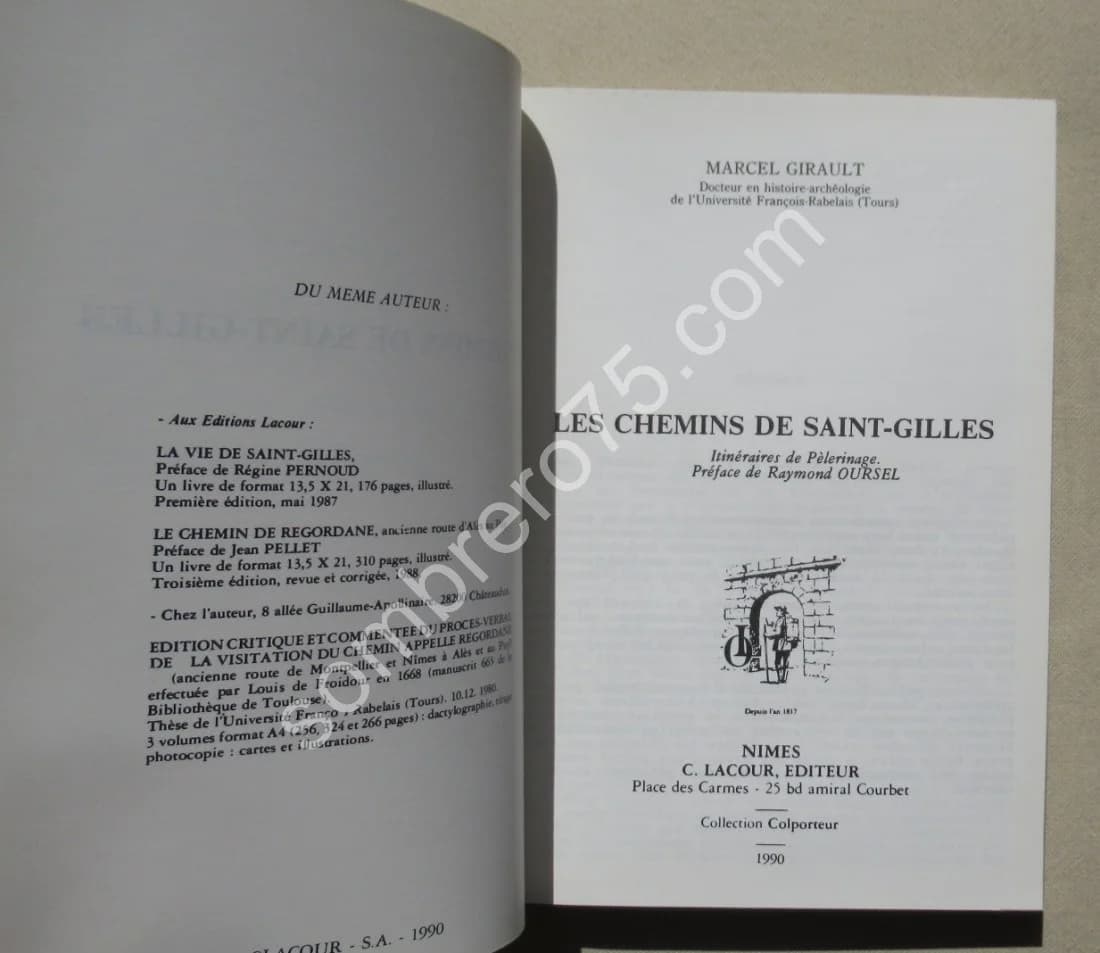 DU MEME AUTEUR :
- Aux Editions Lacour :
LA VIE DE SAINT-GILLES,
Préface de Régine PERNOUD
Un livre de format 13,5 X 21, 176 pages, illustré.
Première édition, mai 1987
LE CHEMIN DE REGORDANE, ancienne route
Préface de Jean PELLET
Un livre de format 13,5 X 21, 310 pages, illustré.
Troisième édition, revue et corrigée, 1988
- Chez l'auteur, 8 allée Guillaume-Apollinaire, 28200
EDITION CRITIQUE ET COMMENTEE DU PROCES-VERBAL
DE LA VISITATION DU CHEMIN APPELLE REGORDANE
(ancienne route de Montpellier et Nîmes à Alès et au
effectuée par Louis de Froidour en 1668 (manuscrit 663 de la
Bibliothèque de Toulouse).
Thèse de l'Université Rabelais (Tours). 10.12. 1980.
3 volumes format A4 (256, 324 et 266 pages) : dactylographie,
photocopie : cartes et illustrations.
LACOUR - S.A. - 1990
MARCEL GIRAULT
Docteur en histoire-archéologie
de l'Université François-Rabelais (Tours)
LES CHEMINS DE SAINT-GILLES
Itinéraires de Pèlerinage.
Préface de Raymond OURSEL
Depuis l'an 1817
NIMES
C. LACOUR, EDITEUR
Place des Carmes - 25 bd amiral Courbet
Collection Colporteur
1990
sombrero75.com